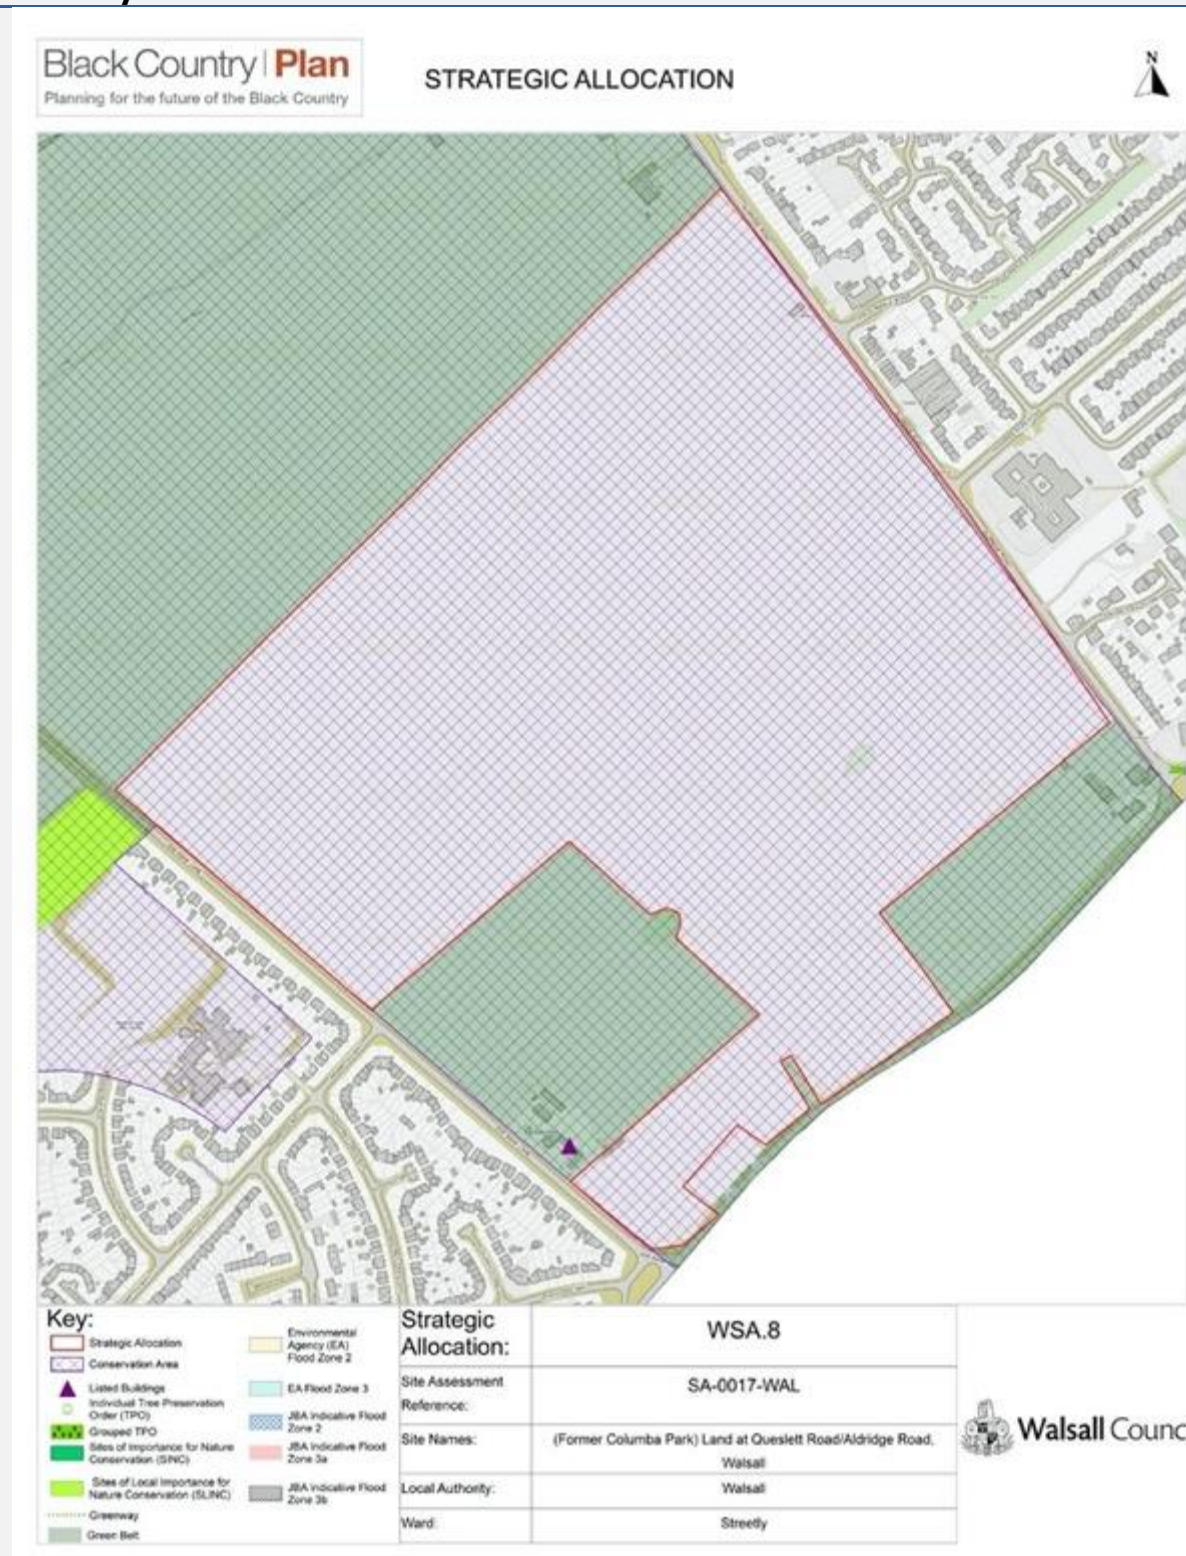 Black Country | Plan
Planning for the future of the Black Country
STRATEGIC ALLOCATION
N
Key:
Strategic Allocation
Conservation Area
Listed Buildings
Individual Tree Preservation
Order (TPO)
Grouped TPO
Sites of Importance for Nature
Conservation (SINC)
Sites of Local Importance for
Nature Conservation (SLINC)
Greenway
Green Belt
Environmental
Agency (EA)
Flood Zone 2
EA Flood Zone 3
JBA Indicative Flood
Zone 2
JBA Indicative Flood
Zone 3a
JBA Indicative Flood
Zone 3b
Strategic
Allocation:
WSA.8
Site Assessment
Reference:
SA-0017-WAL
Site Names:
(Former Columba Park) Land at Queslett Road/Aldridge Road,
Walsall
Local Authority:
Walsall
Ward:
Streetly
Walsall Counc